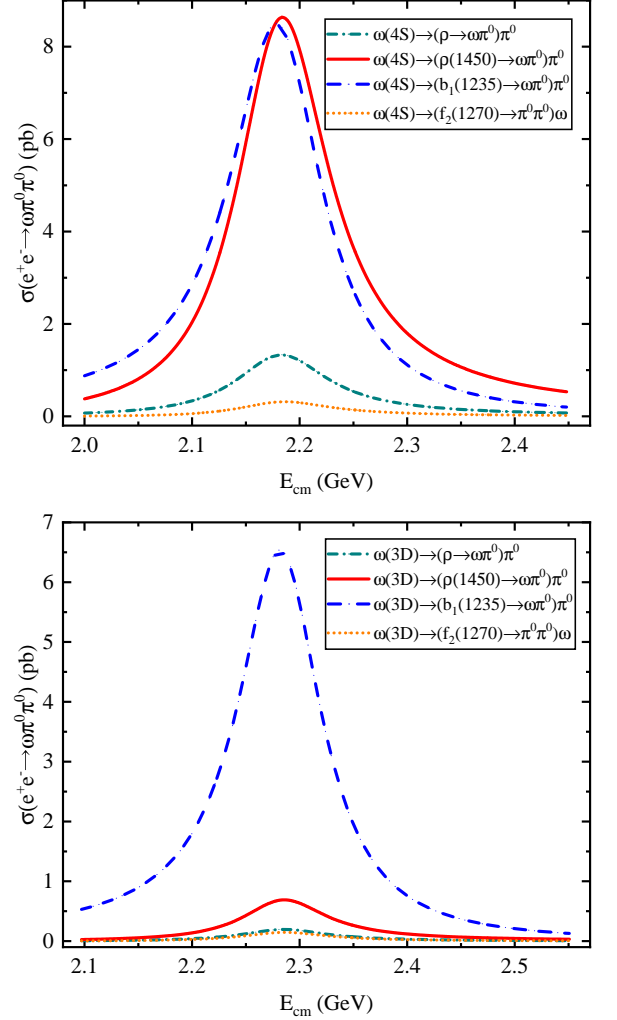 8
6
4
2
0
σ(e⁺e⁻→ωπ⁰π⁰) (pb)
ω(4S)→(ρ→ωπ⁰)π⁰
ω(4S)→(ρ(1450)→ωπ⁰)π⁰
ω(4S)→(b₁(1235)→ωπ⁰)π⁰
ω(4S)→(f₂(1270)→π⁰π⁰)ω
2.0 2.1 2.2 2.3 2.4
E_cm (GeV)
7
6
5
4
3
2
1
0
σ(e⁺e⁻→ωπ⁰π⁰) (pb)
ω(3D)→(ρ→ωπ⁰)π⁰
ω(3D)→(ρ(1450)→ωπ⁰)π⁰
ω(3D)→(b₁(1235)→ωπ⁰)π⁰
ω(3D)→(f₂(1270)→π⁰π⁰)ω
2.1 2.2 2.3 2.4 2.5
E_cm (GeV)